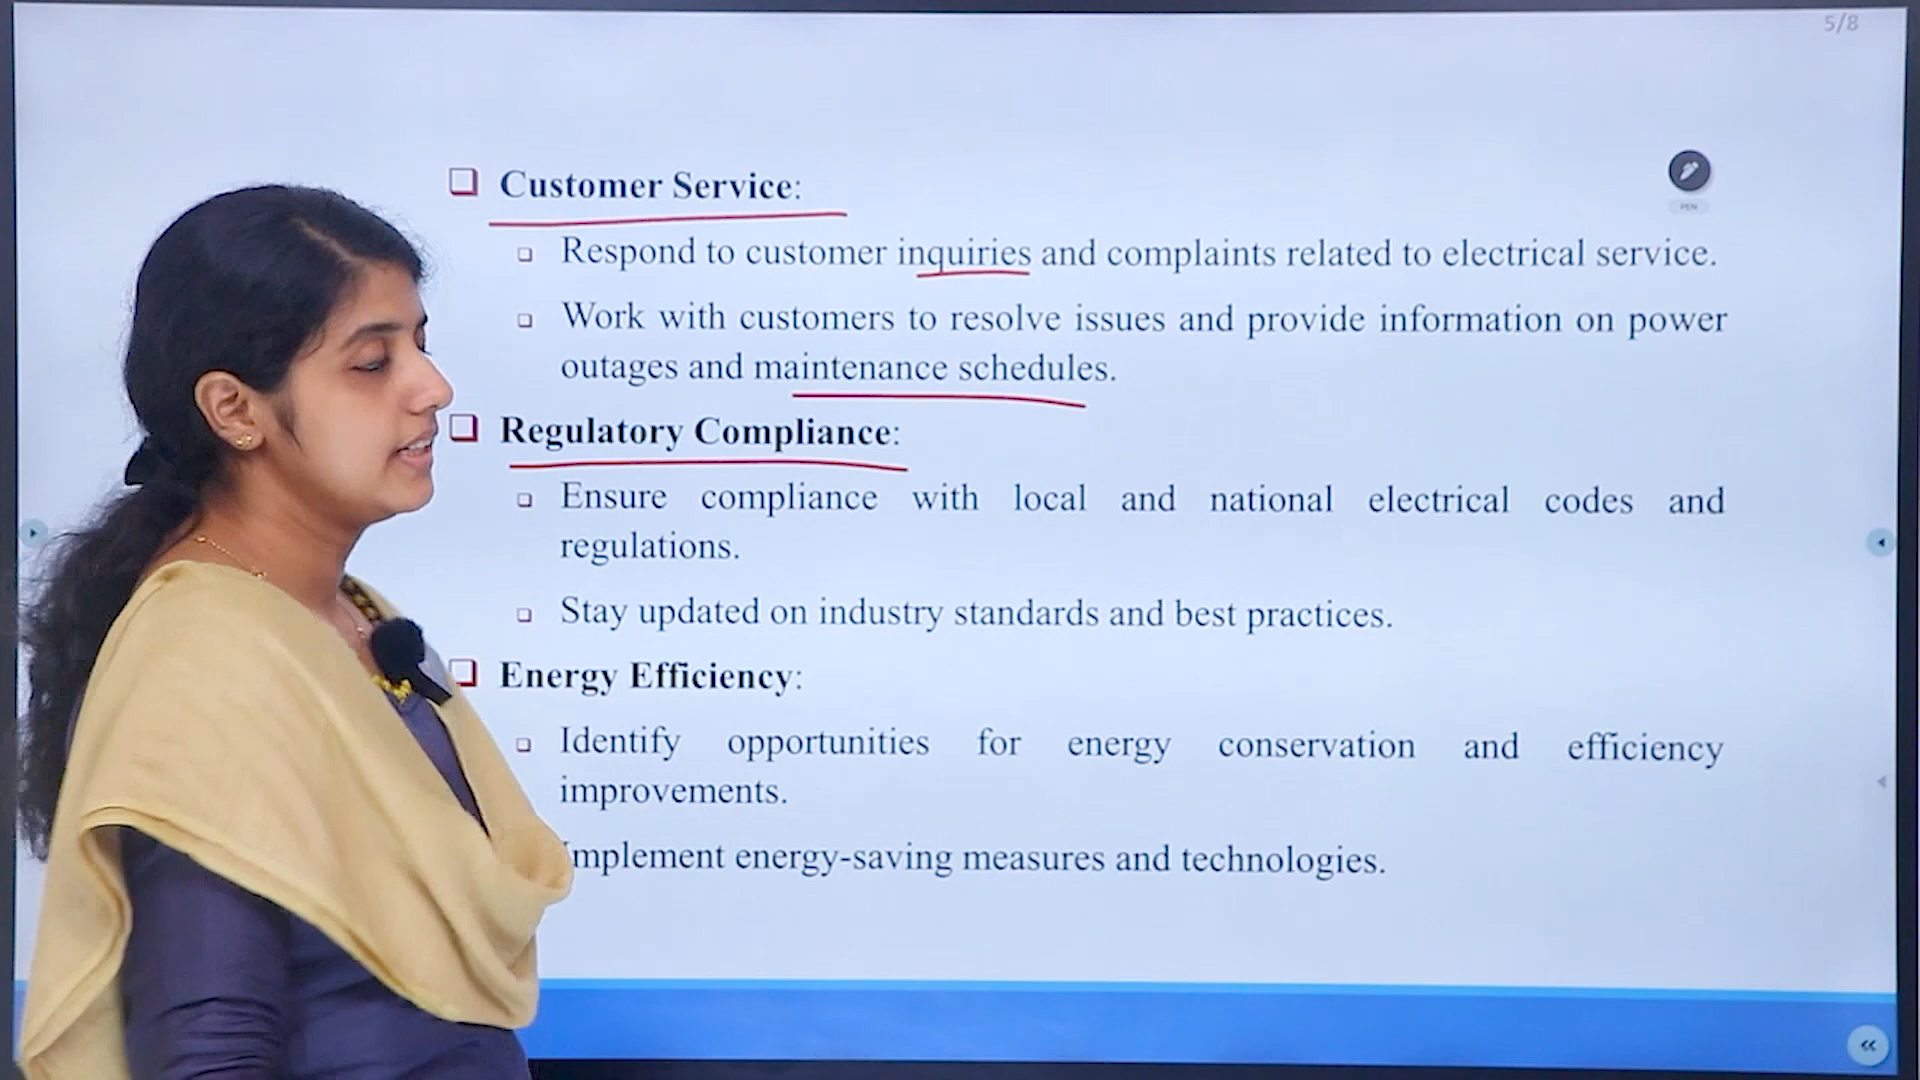 5/8
Customer Service:
PEN
Respond to customer inquiries and complaints related to electrical service.
Work with customers to resolve issues and provide information on power
outages and maintenance schedules.
Regulatory Compliance:
Ensure compliance with local and national electrical codes and
regulations.
Stay updated on industry standards and best practices.
Energy Efficiency:
Identify opportunities for energy conservation and efficiency
improvements.
Implement energy-saving measures and technologies.